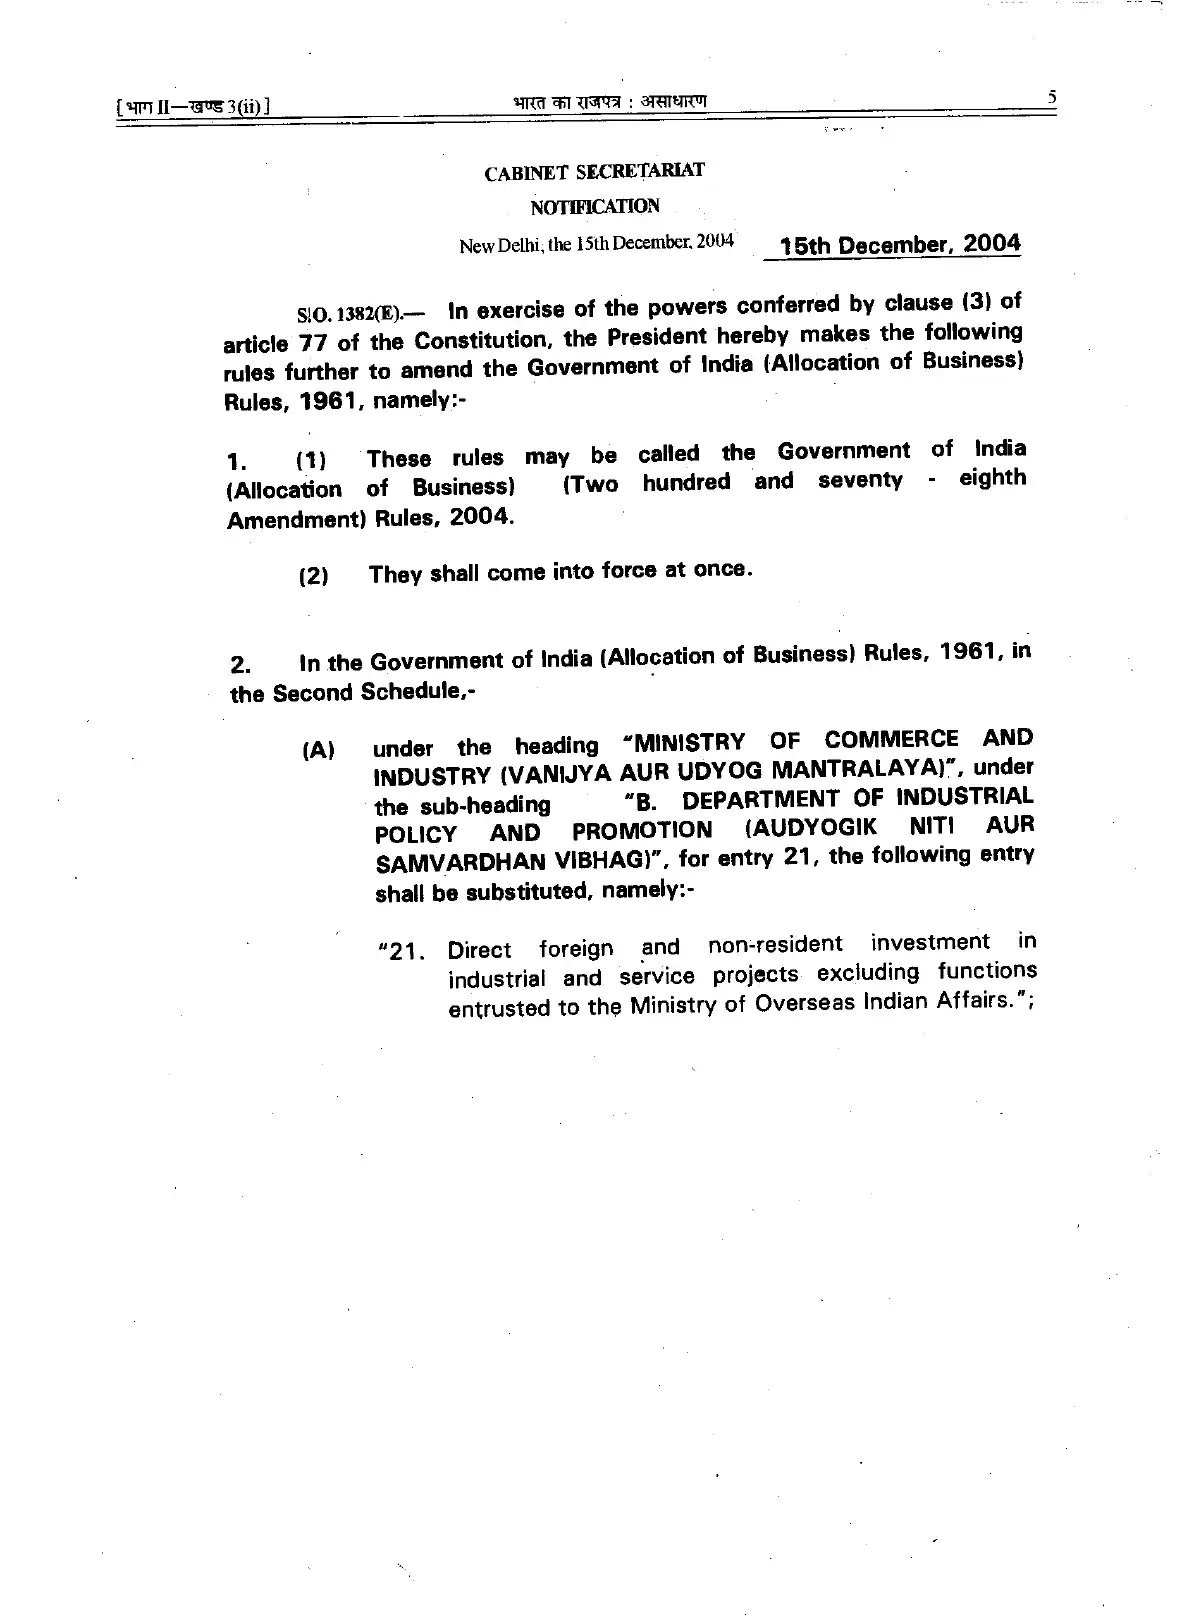 [ भाग II—खण्ड 3(ii) ] भारत का राजपत्र : असाधारण 5
CABINET SECRETARIAT
NOTIFICATION
New Delhi, the 15th December, 2004 15th December, 2004
S.O. 1382(E).— In exercise of the powers conferred by clause (3) of
article 77 of the Constitution, the President hereby makes the following
rules further to amend the Government of India (Allocation of Business)
Rules, 1961, namely:-
1. (1) These rules may be called the Government of India
(Allocation of Business) (Two hundred and seventy - eighth
Amendment) Rules, 2004.
(2) They shall come into force at once.
2. In the Government of India (Allocation of Business) Rules, 1961, in
the Second Schedule,-
(A) under the heading "MINISTRY OF COMMERCE AND
INDUSTRY (VANIJYA AUR UDYOG MANTRALAYA)", under
the sub-heading "B. DEPARTMENT OF INDUSTRIAL
POLICY AND PROMOTION (AUDYOGIK NITI AUR
SAMVARDHAN VIBHAG)", for entry 21, the following entry
shall be substituted, namely:-
"21. Direct foreign and non-resident investment in
industrial and service projects excluding functions
entrusted to the Ministry of Overseas Indian Affairs.";